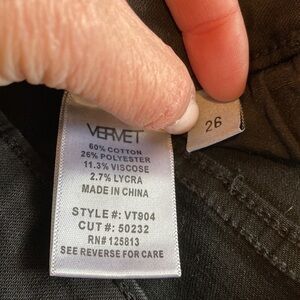 VERVET
26
60% COTTON
26% POLYESTER
11.3% VISCOSE
2.7% LYCRA
MADE IN CHINA
STYLE #: VT904
CUT #: 50232
RN# 125813
SEE REVERSE FOR CARE